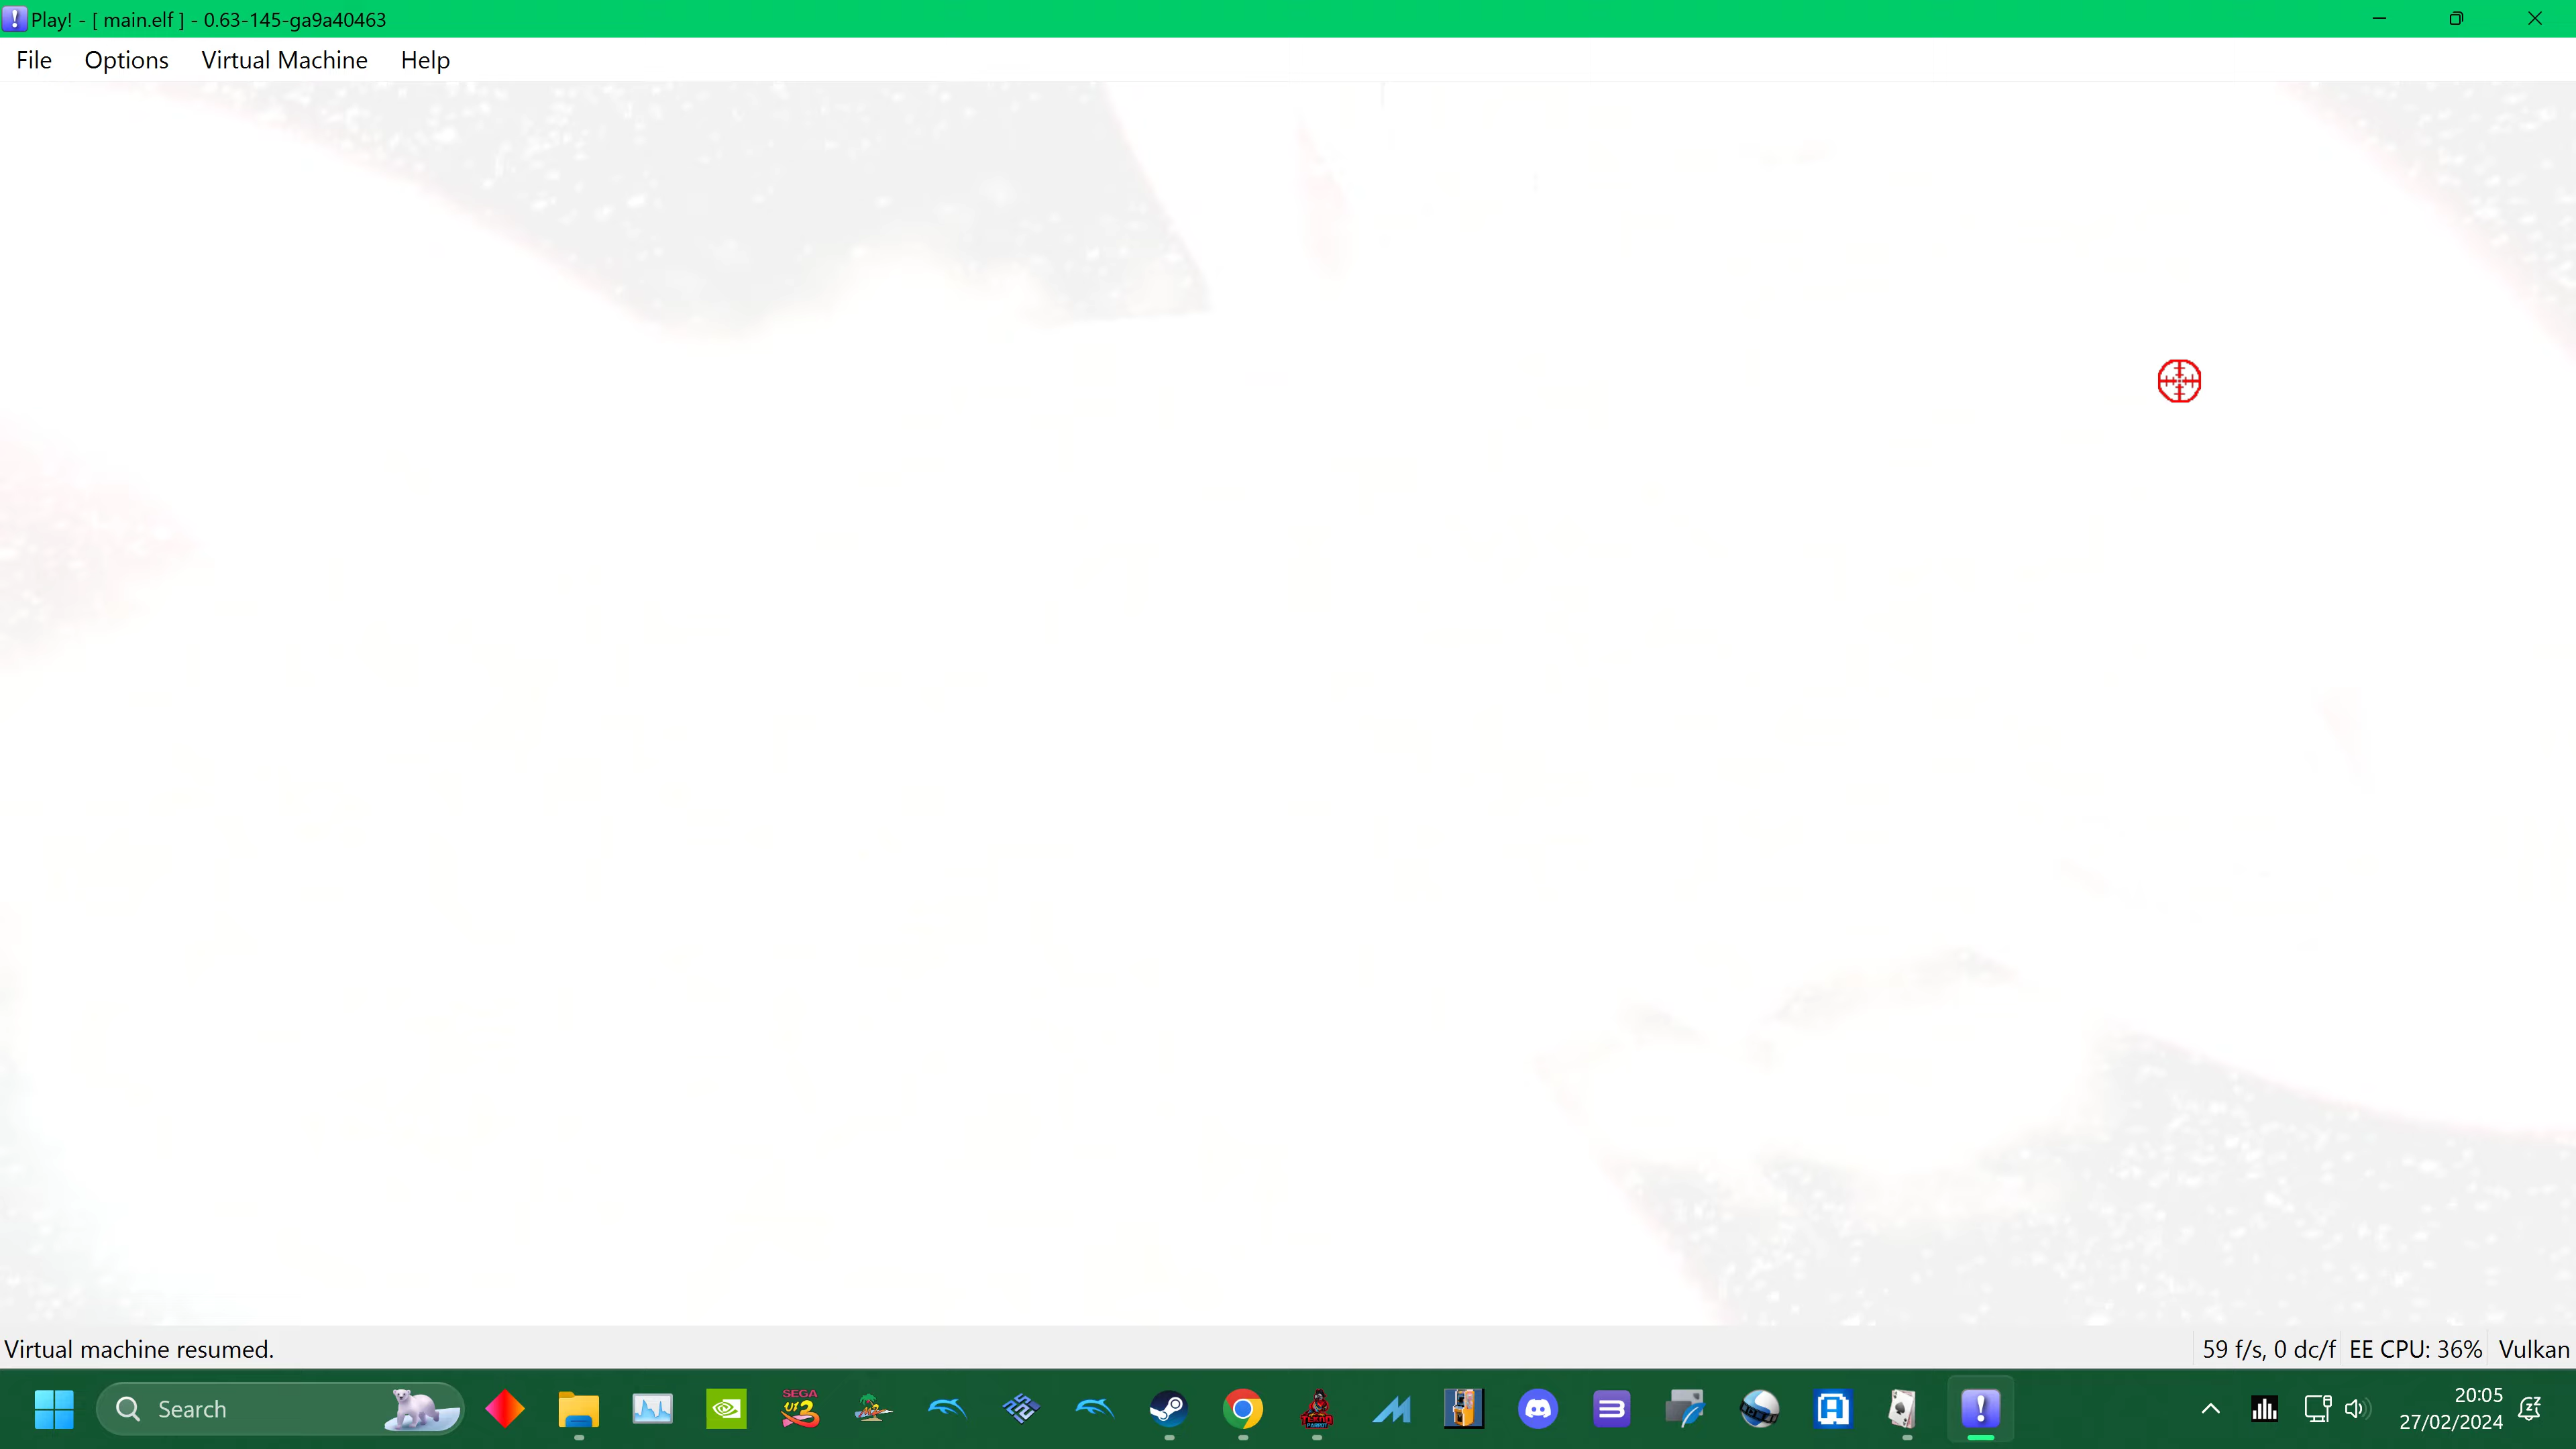 Play! - [ main.elf ] - 0.63-145-ga9a40463
File Options Virtual Machine Help
Virtual machine resumed.
59 f/s, 0 dc/f EE CPU: 36% Vulkan
Search
SEGA
20:05
27/02/2024